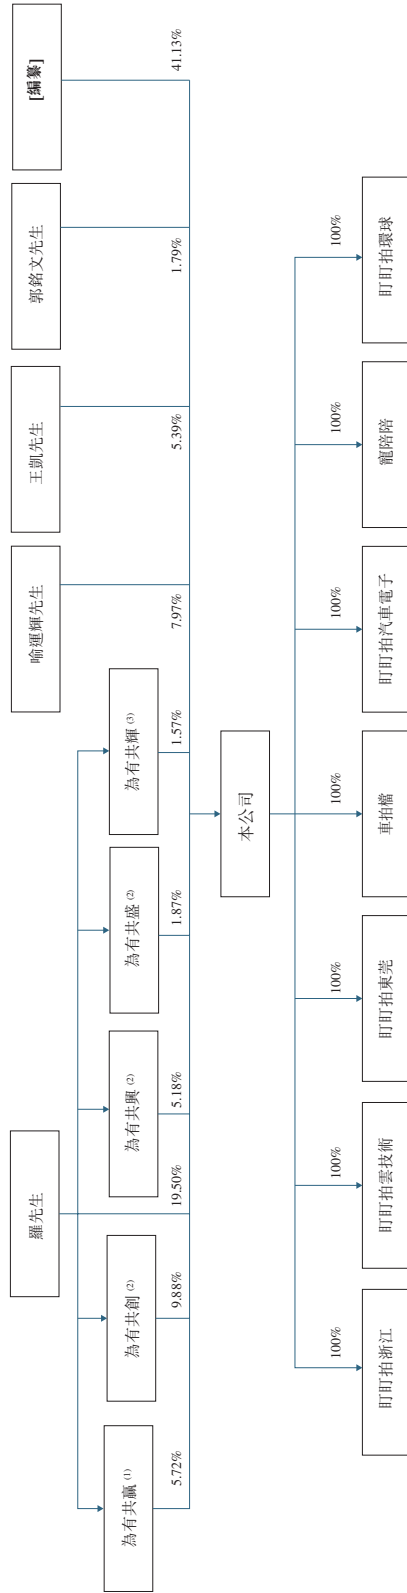 羅先生
喻運輝先生
王凱先生
郭銘文先生
[編纂]
為有共贏 (1)
為有共創 (2)
為有共興 (2)
為有共盛 (2)
為有共輝 (3)
5.72%
9.88%
19.50%
5.18%
1.87%
1.57%
7.97%
5.39%
1.79%
41.13%
本公司
100%
100%
100%
100%
100%
100%
100%
盯盯拍浙江
盯盯拍雲技術
盯盯拍東莞
車拍檔
盯盯拍汽車電子
寵陪陪
盯盯拍環球